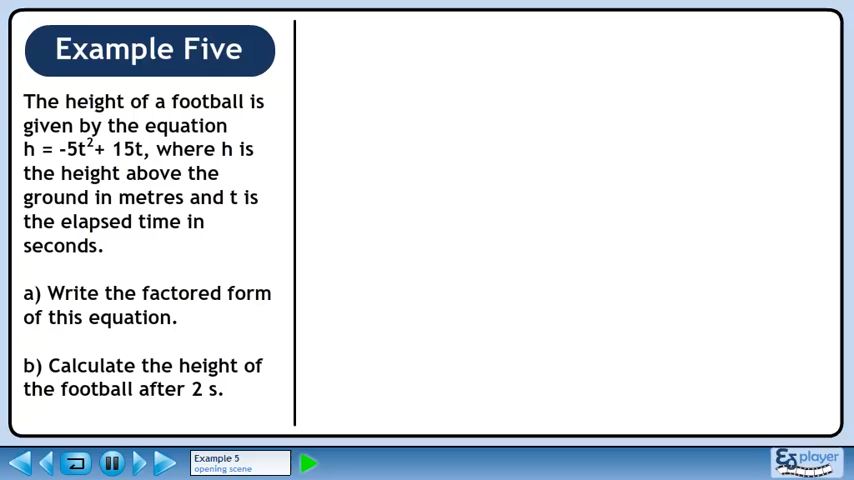 Example Five
The height of a football is
given by the equation
h = -5t²+ 15t, where h is
the height above the
ground in metres and t is
the elapsed time in
seconds.
a) Write the factored form
of this equation.
b) Calculate the height of
the football after 2 s.
Example 5
opening scene
player